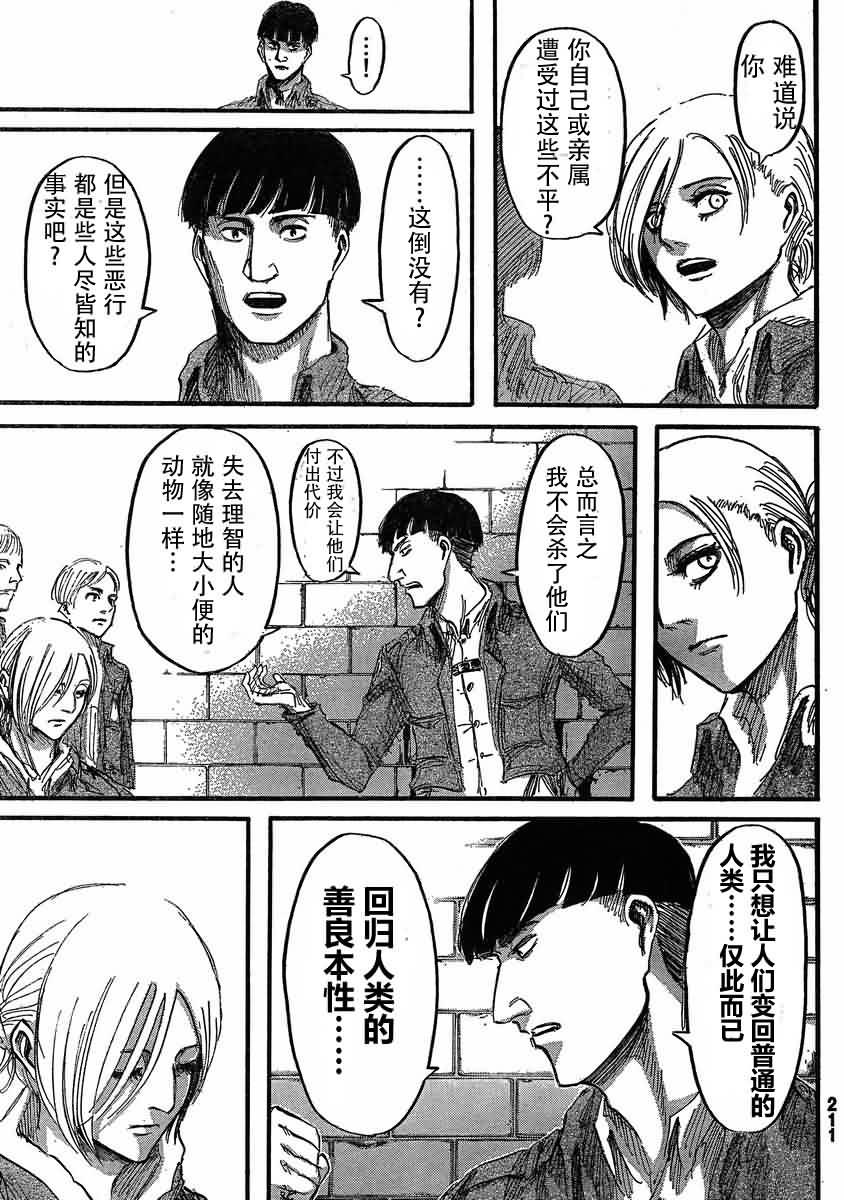 难道说
你
你自己或亲属
遭受过这些不平?
…!
……这倒没有?
但是这些恶行
都是些人尽皆知的
事实吧?
总而言之
我不会杀了他们
不过我会让他们
付出代价
失去理智的人
就像随地大小便的
动物一样…
我只想让人们变回普通的
人类……仅此而已
回归人类的
善良本性……
211